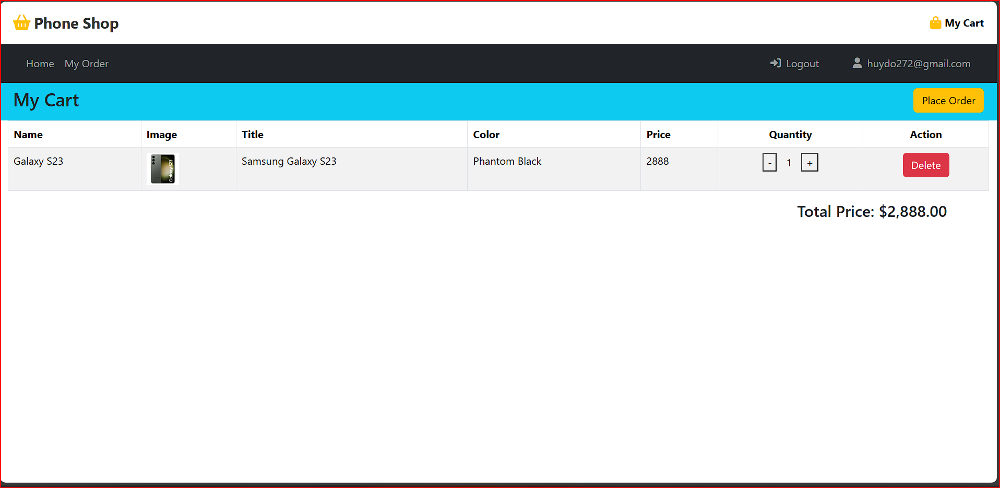 Phone Shop
My Cart
Home My Order
Logout huydo272@gmail.com
My Cart
Place Order
Name Image Title Color Price Quantity Action
Galaxy S23 Galaxy S23 Samsung Galaxy S23 Phantom Black 2888 - 1 + Delete
Total Price: $2,888.00